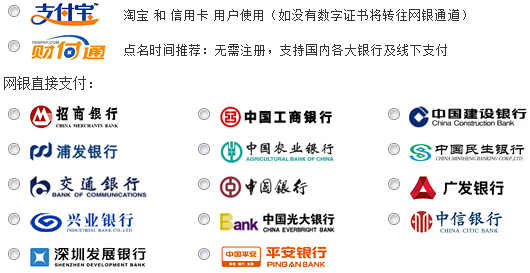 支付宝 淘宝 和 信用卡 用户使用（如没有数字证书将转往网银通道）
TENPAY.COM
财付通 点名时间推荐：无需注册，支持国内各大银行及线下支付
网银直接支付：
招商银行 CHINA MERCHANTS BANK
中国工商银行
中国建设银行 China Construction Bank
浦发银行
中国农业银行 AGRICULTURAL BANK OF CHINA
中国民生银行 CHINA MINSHENG BANKING CORP.,LTD.
交通银行 BANK OF COMMUNICATIONS
中国银行
广发银行
兴业银行 INDUSTRIAL BANK CO.,LTD.
Bank 中国光大银行 CHINA EVERBRIGHT BANK
中信银行 CHINA CITIC BANK
深圳发展银行 SHENZHEN DEVELOPMENT BANK
中国平安 平安银行 PING AN BANK